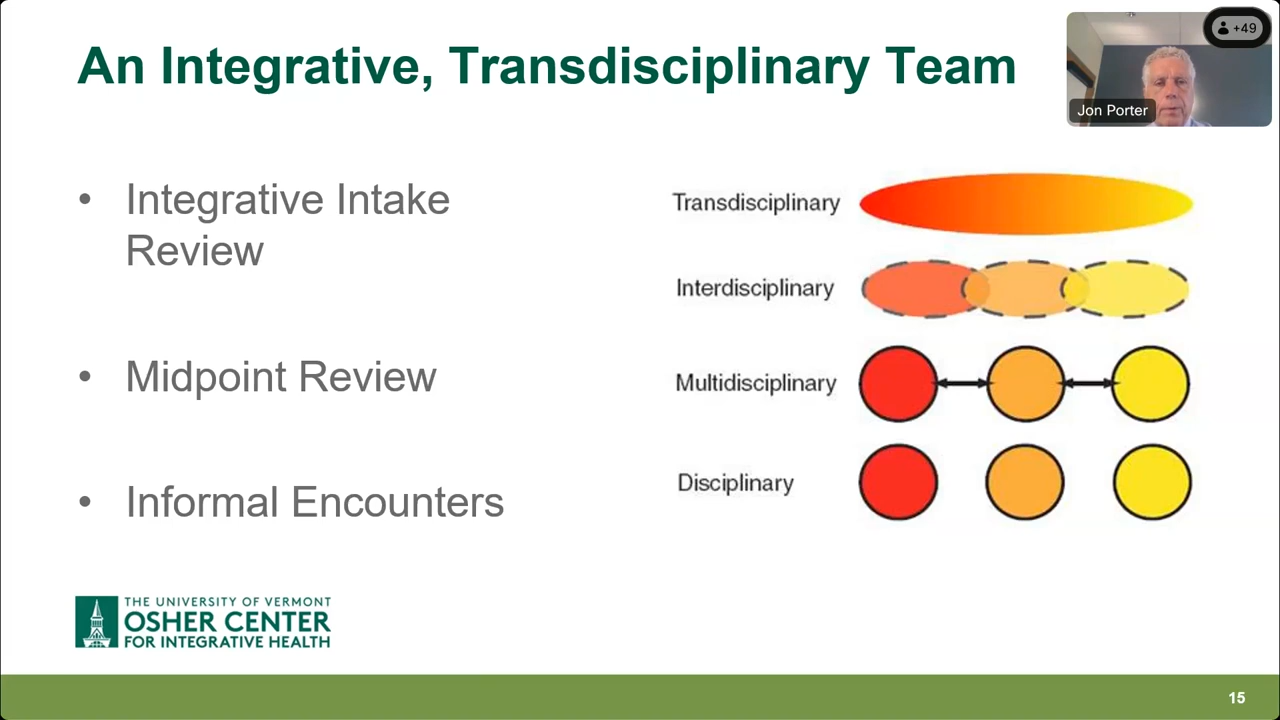 An Integrative, Transdisciplinary Team
+49
Jon Porter
• Integrative Intake
Review
• Midpoint Review
• Informal Encounters
Transdisciplinary
Interdisciplinary
Multidisciplinary
Disciplinary
THE UNIVERSITY OF VERMONT
OSHER CENTER
FOR INTEGRATIVE HEALTH
15